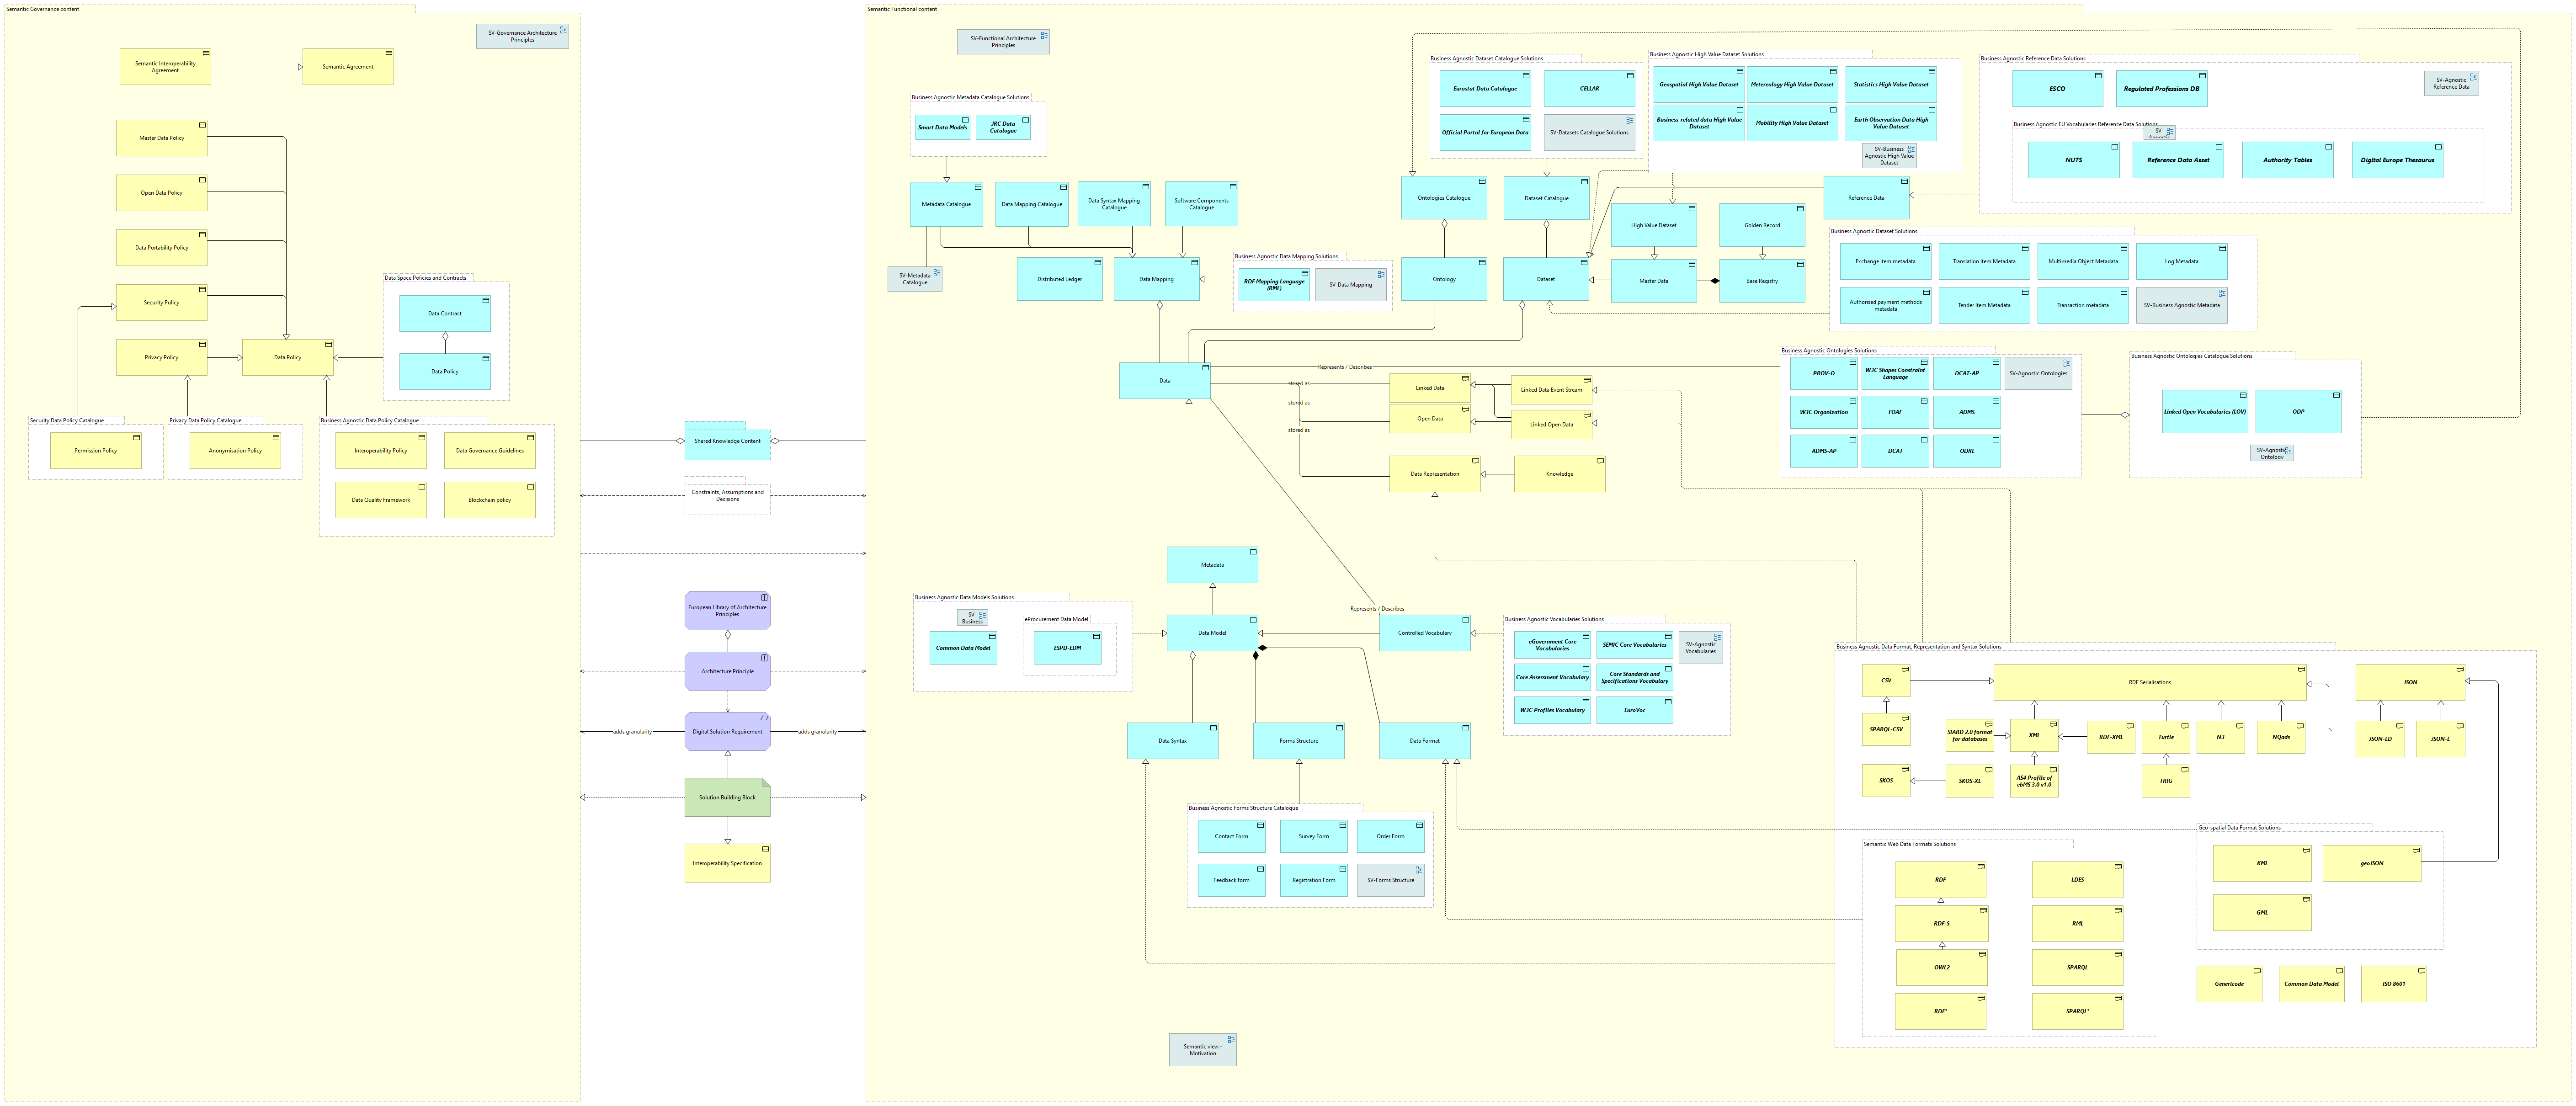 Semantic Governance content
SV-Governance Architecture
Principles
Semantic Interoperability
Agreement
Semantic Agreement
Master Data Policy
Open Data Policy
Data Portability Policy
Security Policy
Privacy Policy
Data Policy
Data Space Policies and Contracts
Data Contract
Data Policy
Security Data Policy Catalogue
Permission Policy
Privacy Data Policy Catalogue
Anonymisation Policy
Business Agnostic Data Policy Catalogue
Interoperability Policy
Data Governance Guidelines
Data Quality Framework
Blockchain policy
Shared Knowledge Content
Constraints, Assumptions and
Decisions
European Library of Architecture
Principles
Architecture Principle
adds granularity
Digital Solution Requirement
adds granularity
Solution Building Block
Interoperability Specification
Semantic Functional content
SV-Functional Architecture
Principles
Business Agnostic Metadata Catalogue Solutions
Smart Data Models
JRC Data
Catalogue
Metadata Catalogue
Data Mapping Catalogue
Data Syntax Mapping
Catalogue
Software Components
Catalogue
SV-Metadata
Catalogue
Distributed Ledger
Data Mapping
Business Agnostic Data Mapping Solutions
RDF Mapping Language
(RML)
SV-Data Mapping
Business Agnostic Dataset Catalogue Solutions
Eurostat Data Catalogue
CELLAR
Official Portal for European Data
SV-Datasets Catalogue Solutions
Business Agnostic High Value Dataset Solutions
Geospatial High Value Dataset
Metereology High Value Dataset
Statistics High Value Dataset
Business-related data High Value
Dataset
Mobility High Value Dataset
Earth Observation Data High
Value Dataset
SV-Business
Agnostic High Value
Dataset
Business Agnostic Reference Data Solutions
ESCO
Regulated Professions DB
SV-Agnostic
Reference Data
Business Agnostic EU Vocabularies Reference Data Solutions
SV-
NUTS
Reference Data Asset
Authority Tables
Digital Europe Thesaurus
Ontologies Catalogue
Dataset Catalogue
Reference Data
High Value Dataset
Golden Record
Ontology
Dataset
Master Data
Base Registry
Business Agnostic Dataset Solutions
Exchange Item metadata
Translation Item Metadata
Multimedia Object Metadata
Log Metadata
Authorised payment methods
metadata
Tender Item Metadata
Transaction metadata
SV-Business Agnostic Metadata
Data
Represents / Describes
stored as
stored as
stored as
Linked Data
Linked Data Event Stream
Open Data
Linked Open Data
Data Representation
Knowledge
Business Agnostic Ontologies Solutions
PROV-O
W3C Shapes Constraint
Language
DCAT-AP
SV-Agnostic Ontologies
W3C Organization
FOAF
ADMS
ADMS-AP
DCAT
ODRL
Business Agnostic Ontologies Catalogue Solutions
Linked Open Vocabularies (LOV)
ODP
SV-Agnostic
Ontology
Metadata
Represents / Describes
Business Agnostic Data Models Solutions
SV-
Business
Common Data Model
eProcurement Data Model
ESPD-EDM
Data Model
Controlled Vocabulary
Business Agnostic Vocabularies Solutions
eGovernment Core
Vocabularies
SEMIC Core Vocabularies
SV-Agnostic
Vocabularies
Core Assessment Vocabulary
Core Standards and
Specifications Vocabulary
W3C Profiles Vocabulary
EuroVoc
Data Syntax
Forms Structure
Data Format
Business Agnostic Forms Structure Catalogue
Contact Form
Survey Form
Order Form
Feedback form
Registration Form
SV-Forms Structure
Business Agnostic Data Format, Representation and Syntax Solutions
CSV
RDF Serialisations
JSON
SPARQL-CSV
SIARD 2.0 format
for databases
XML
RDF-XML
Turtle
N3
NQads
JSON-LD
JSON-L
SKOS
SKOS-XL
AS4 Profile of
ebMS 3.0 v1.0
TRIG
Semantic Web Data Formats Solutions
RDF
LDES
RDF-S
RML
OWL2
SPARQL
RDF*
SPARQL*
Geo-spatial Data Format Solutions
KML
geoJSON
GML
Genericode
Common Data Model
ISO 8601
Semantic view -
Motivation